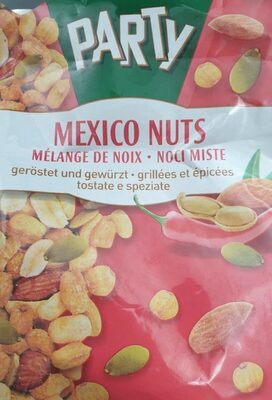 PARTY
MEXICO NUTS
MÉLANGE DE NOIX • NOCI MISTE
geröstet und gewürzt • grillées et épicées
tostate e speziate